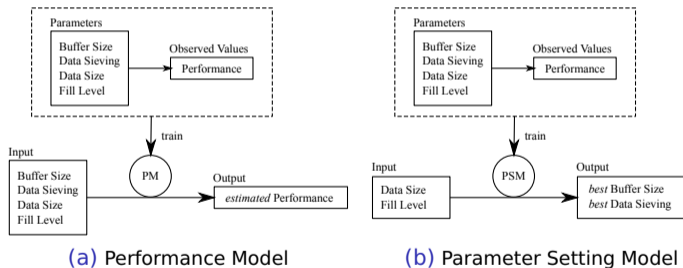 Parameters
Buffer Size
Data Sieving
Data Size
Fill Level
Observed Values
Performance
train
Input
Buffer Size
Data Sieving
Data Size
Fill Level
PM
Output
estimated Performance
(a) Performance Model
Parameters
Buffer Size
Data Sieving
Data Size
Fill Level
Observed Values
Performance
train
Input
Data Size
Fill Level
PSM
Output
best Buffer Size
best Data Sieving
(b) Parameter Setting Model